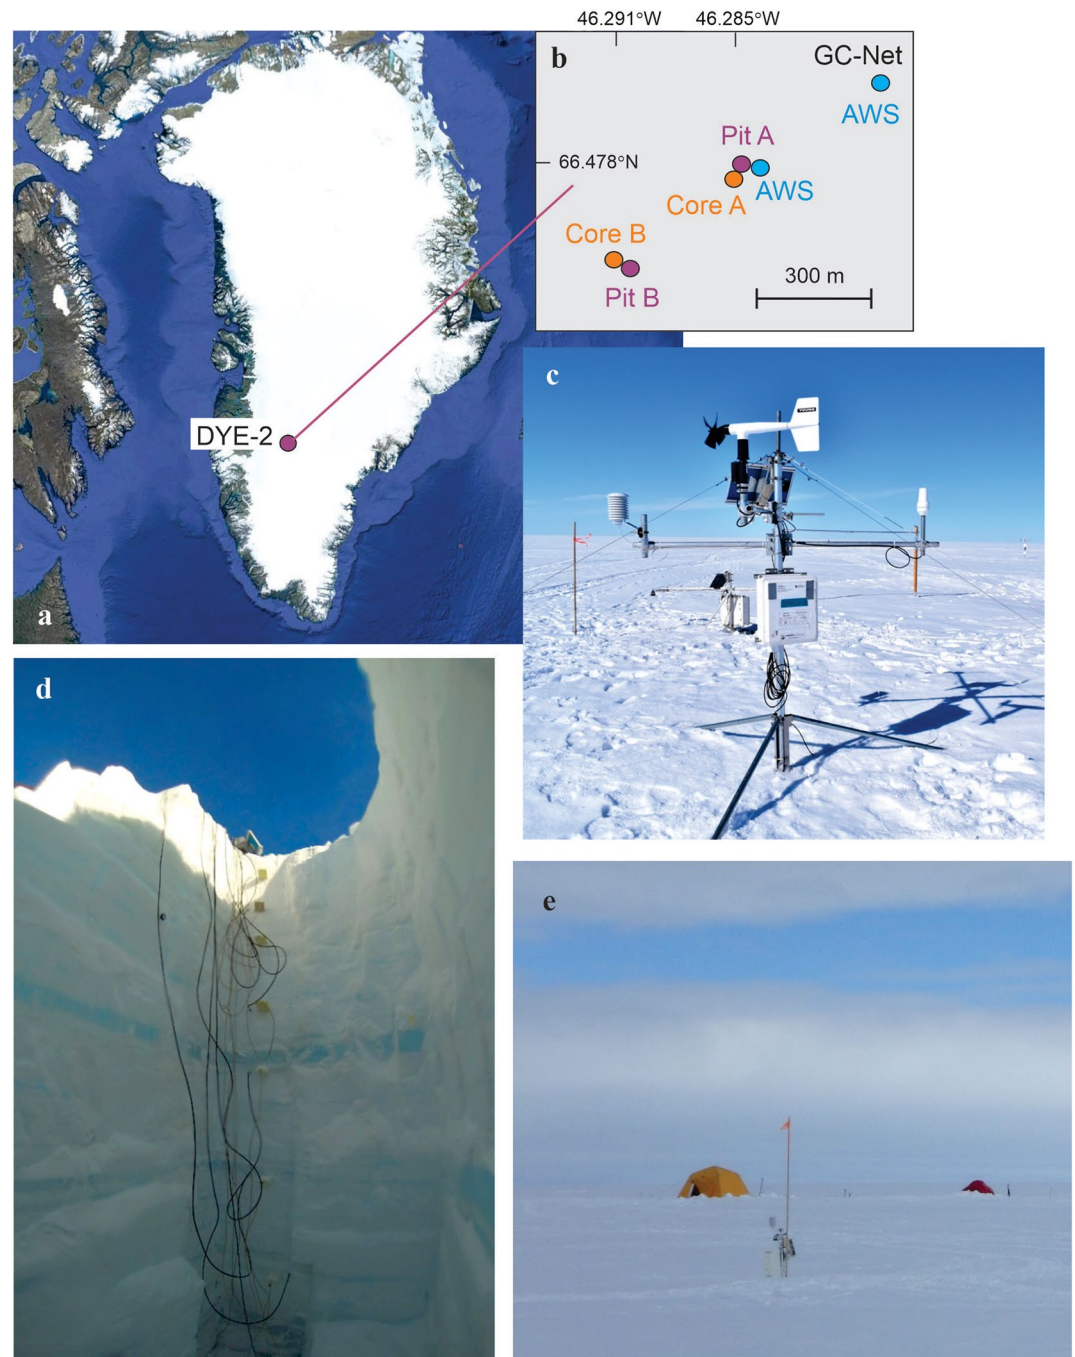 46.291°W 46.285°W
b
GC-Net
AWS
Pit A
66.478°N
AWS
Core A
Core B
300 m
Pit B
c
DYE-2
a
d
e